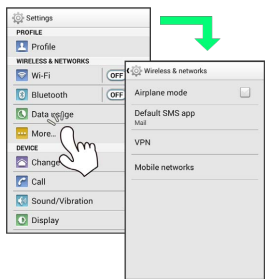 Settings
PROFILE
Profile
WIRELESS & NETWORKS
Wi-Fi OFF
Bluetooth OFF
Data usage
More...
DEVICE
Change
Call
Sound/Vibration
Display
Wireless & networks
Airplane mode
Default SMS app
Mail
VPN
Mobile networks